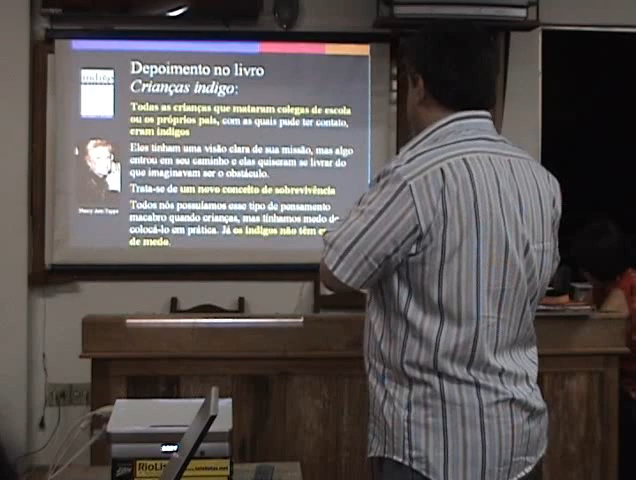 Depoimento no livro
Crianças índigo:
índigo
Todas as crianças que mataram colegas de escola
ou os próprios pais, com as quais pude ter contato,
eram índigos
Eles tinham uma visão clara de sua missão, mas algo
entrou em seu caminho e elas quiseram se livrar do
que imaginavam ser o obstáculo.
Trata-se de um novo conceito de sobrevivência
Todos nós possuíamos esse tipo de pensamento
macabro quando crianças, mas tínhamos medo de
colocá-lo em prática. Já os índigos não têm
de medo.
Nancy Ann Tappe